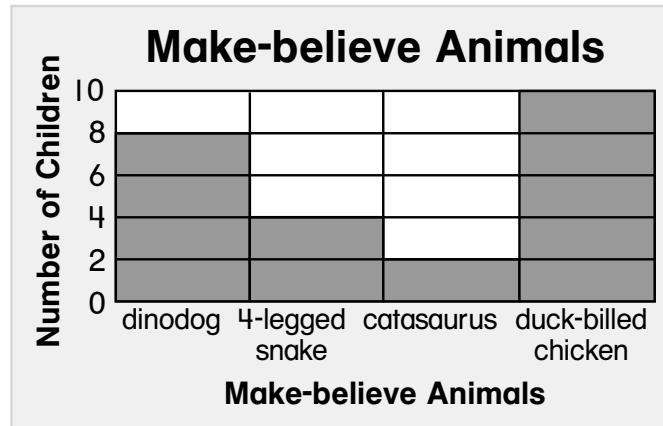 Make-believe Animals
Number of Children
10
8
6
4
2
0
dinodog 4-legged snake catasaurus duck-billed chicken
Make-believe Animals